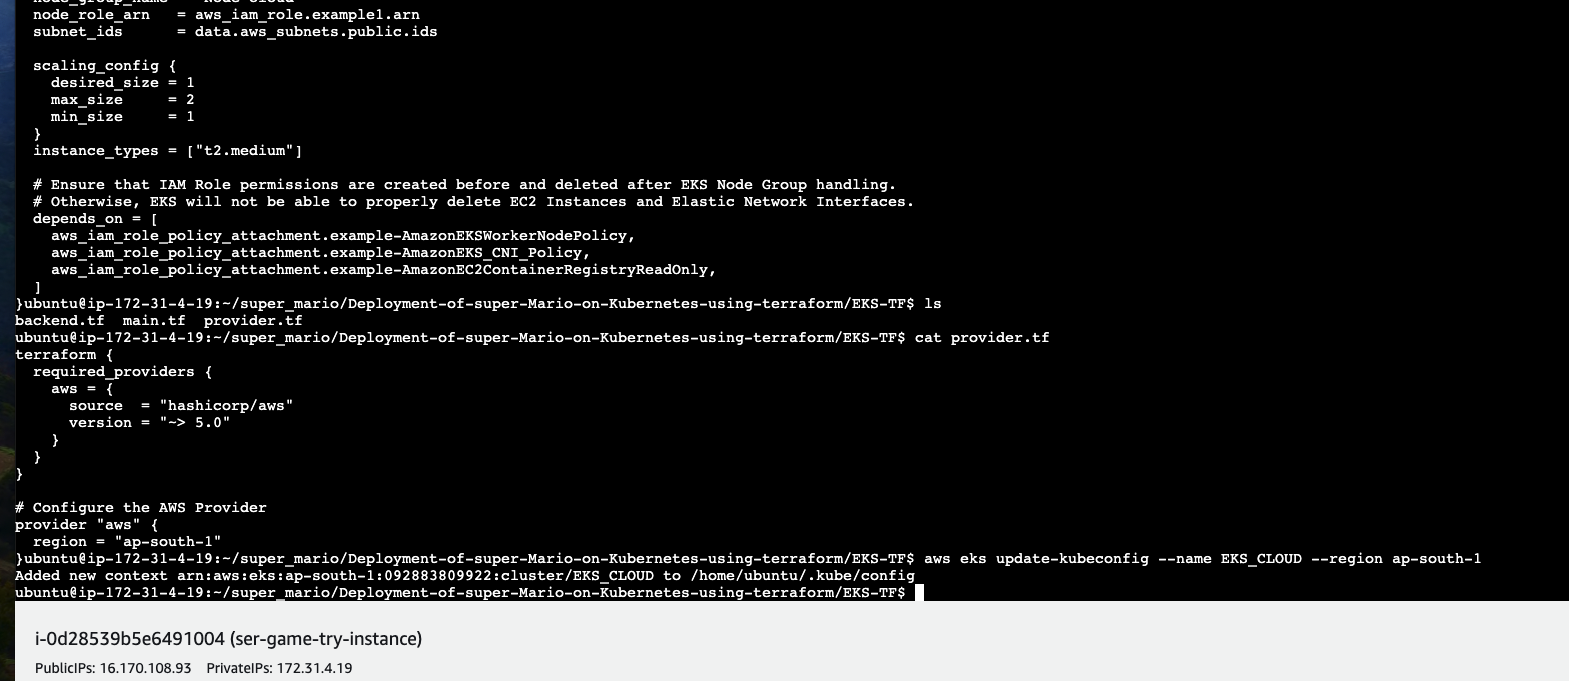 node_group_name = "Node-cloud"
node_role_arn   = aws_iam_role.example1.arn
subnet_ids      = data.aws_subnets.public.ids
scaling_config {
desired_size = 1
max_size     = 2
min_size     = 1
}
instance_types = ["t2.medium"]
# Ensure that IAM Role permissions are created before and deleted after EKS Node Group handling.
# Otherwise, EKS will not be able to properly delete EC2 Instances and Elastic Network Interfaces.
depends_on = [
aws_iam_role_policy_attachment.example-AmazonEKSWorkerNodePolicy,
aws_iam_role_policy_attachment.example-AmazonEKS_CNI_Policy,
aws_iam_role_policy_attachment.example-AmazonEC2ContainerRegistryReadOnly,
]
}ubuntu@ip-172-31-4-19:~/super_mario/Deployment-of-super-Mario-on-Kubernetes-using-terraform/EKS-TF$ ls
backend.tf  main.tf  provider.tf
ubuntu@ip-172-31-4-19:~/super_mario/Deployment-of-super-Mario-on-Kubernetes-using-terraform/EKS-TF$ cat provider.tf
terraform {
required_providers {
aws = {
source  = "hashicorp/aws"
version = "~> 5.0"
}
}
}
# Configure the AWS Provider
provider "aws" {
region = "ap-south-1"
}ubuntu@ip-172-31-4-19:~/super_mario/Deployment-of-super-Mario-on-Kubernetes-using-terraform/EKS-TF$ aws eks update-kubeconfig --name EKS_CLOUD --region ap-south-1
Added new context arn:aws:eks:ap-south-1:092883809922:cluster/EKS_CLOUD to /home/ubuntu/.kube/config
ubuntu@ip-172-31-4-19:~/super_mario/Deployment-of-super-Mario-on-Kubernetes-using-terraform/EKS-TF$
i-0d28539b5e6491004 (ser-game-try-instance)
PublicIPs: 16.170.108.93    PrivateIPs: 172.31.4.19